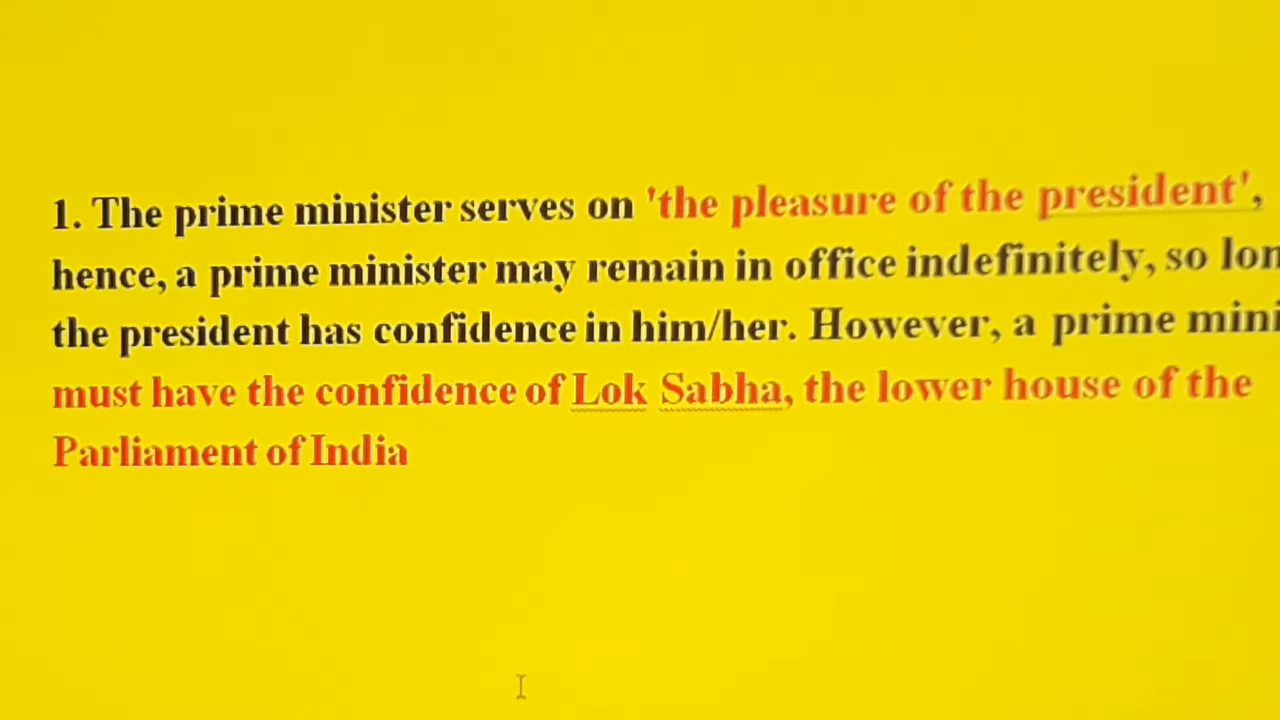 1. The prime minister serves on 'the pleasure of the president',
hence, a prime minister may remain in office indefinitely, so lon
the president has confidence in him/her. However, a prime mini
must have the confidence of Lok Sabha, the lower house of the
Parliament of India